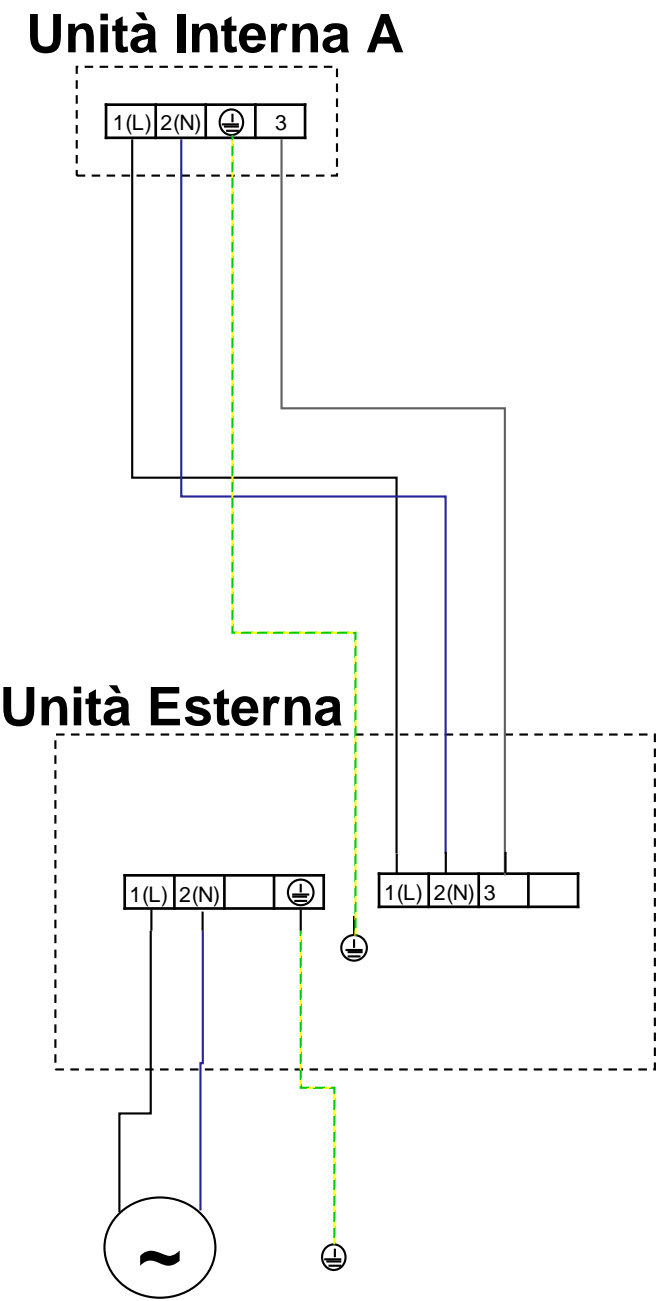 Unità Interna A
1(L) 2(N) 3
Unità Esterna
1(L) 2(N)
1(L) 2(N) 3
~